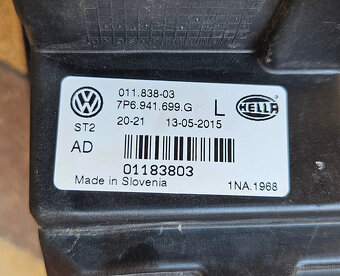 011.838-03
7P6.941.699.G
L
HELLA
20-21 13-05-2015
ST2
AD
01183803
Made in Slovenia
1NA.1968